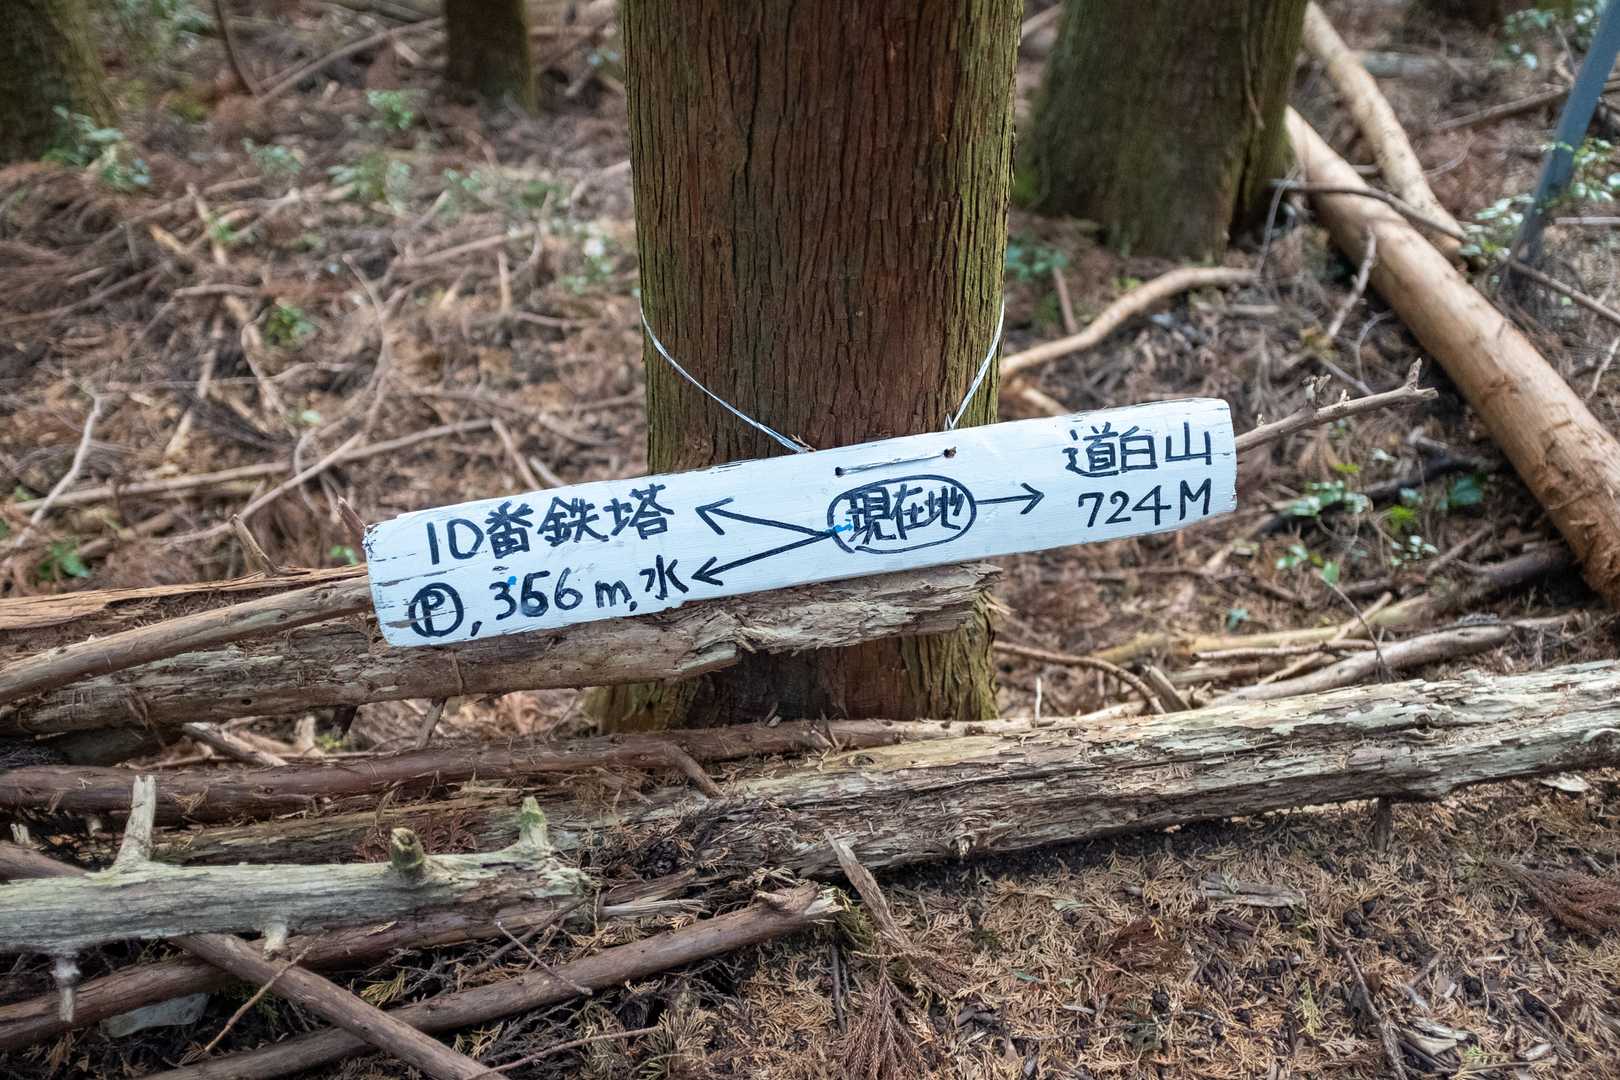 10番鉄塔
Ⓟ, 356m, 水
現在地
道白山
724M